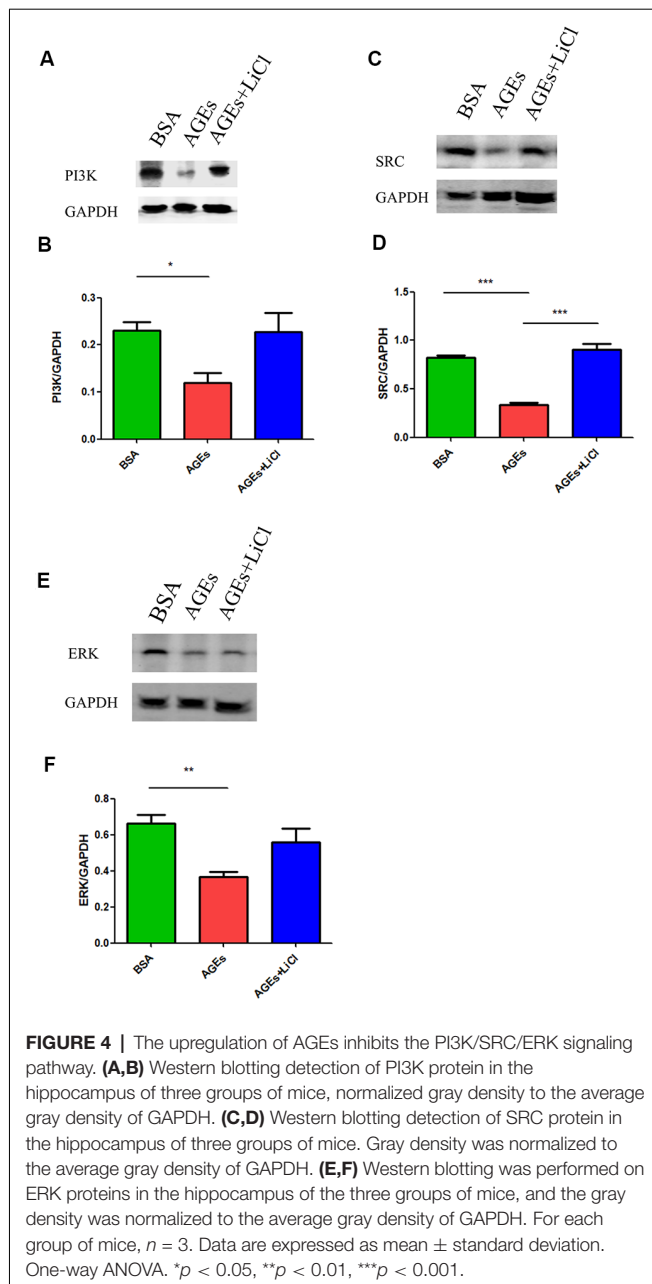 A
BSA AGEs AGEs+LiCl
PI3K
GAPDH
B
*
PI3K/GAPDH
0.3
0.2
0.1
0.0
BSA AGEs AGEs+LiCl
C
BSA AGEs AGEs+LiCl
SRC
GAPDH
D
***
***
SRC/GAPDH
1.5
1.0
0.5
0.0
BSA AGEs AGEs+LiCl
E
BSA AGEs AGEs+LiCl
ERK
GAPDH
F
**
ERK/GAPDH
0.8
0.6
0.4
0.2
0.0
BSA AGEs AGEs+LiCl
FIGURE 4 | The upregulation of AGEs inhibits the PI3K/SRC/ERK signaling
pathway. (A,B) Western blotting detection of PI3K protein in the
hippocampus of three groups of mice, normalized gray density to the average
gray density of GAPDH. (C,D) Western blotting detection of SRC protein in
the hippocampus of three groups of mice. Gray density was normalized to
the average gray density of GAPDH. (E,F) Western blotting was performed on
ERK proteins in the hippocampus of the three groups of mice, and the gray
density was normalized to the average gray density of GAPDH. For each
group of mice, n = 3. Data are expressed as mean ± standard deviation.
One-way ANOVA. *p < 0.05, **p < 0.01, ***p < 0.001.